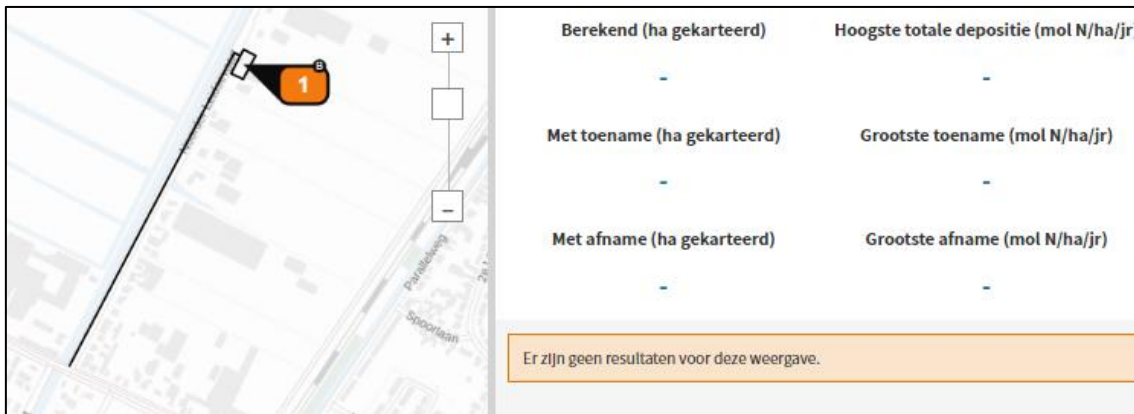 Berekend (ha gekarteerd) Hoogste totale depositie (mol N/ha/jr)
- -
Met toename (ha gekarteerd) Grootste toename (mol N/ha/jr)
- -
Met afname (ha gekarteerd) Grootste afname (mol N/ha/jr)
- -
Er zijn geen resultaten voor deze weergave.
+
B
1
–
Parallelweg
Spoorlaan